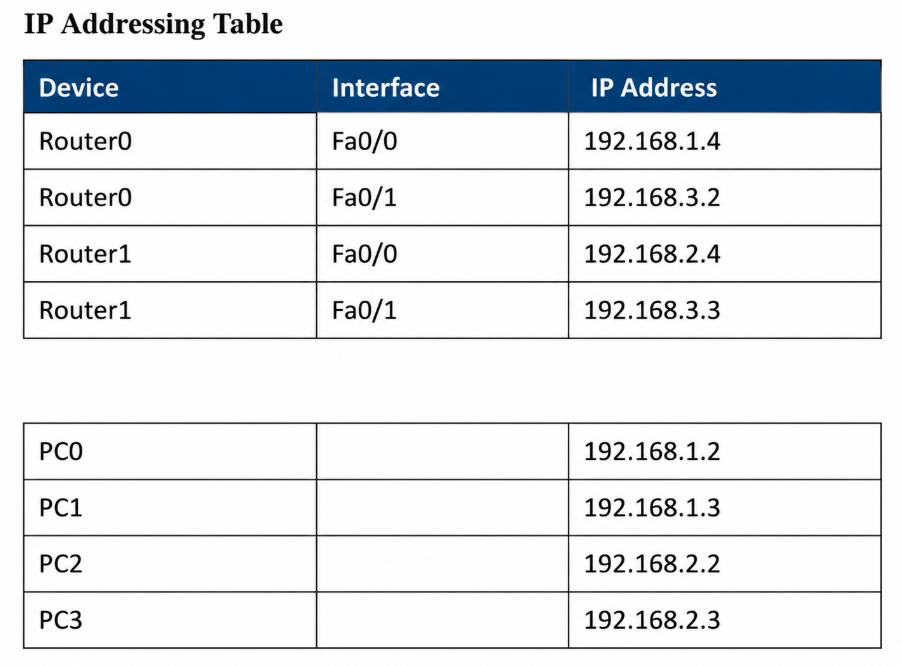 IP Addressing Table
Device Interface IP Address
Router0 Fa0/0 192.168.1.4
Router0 Fa0/1 192.168.3.2
Router1 Fa0/0 192.168.2.4
Router1 Fa0/1 192.168.3.3
PC0 192.168.1.2
PC1 192.168.1.3
PC2 192.168.2.2
PC3 192.168.2.3